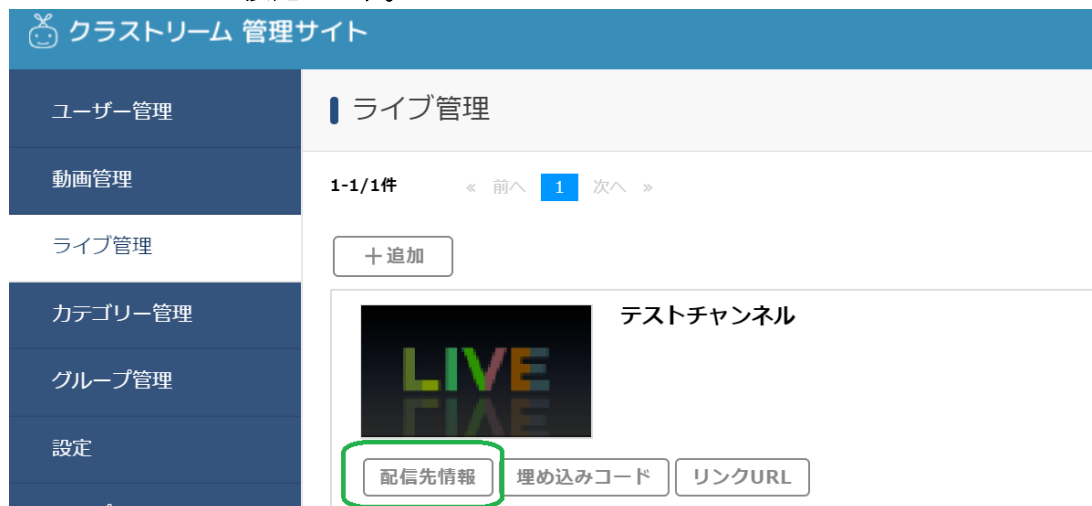 クラストリーム 管理サイト
ユーザー管理
動画管理
ライブ管理
カテゴリー管理
グループ管理
設定
ライブ管理
1-1/1件 « 前へ 1 次へ »
＋追加
テストチャンネル
LIVE
配信先情報 埋め込みコード リンクURL